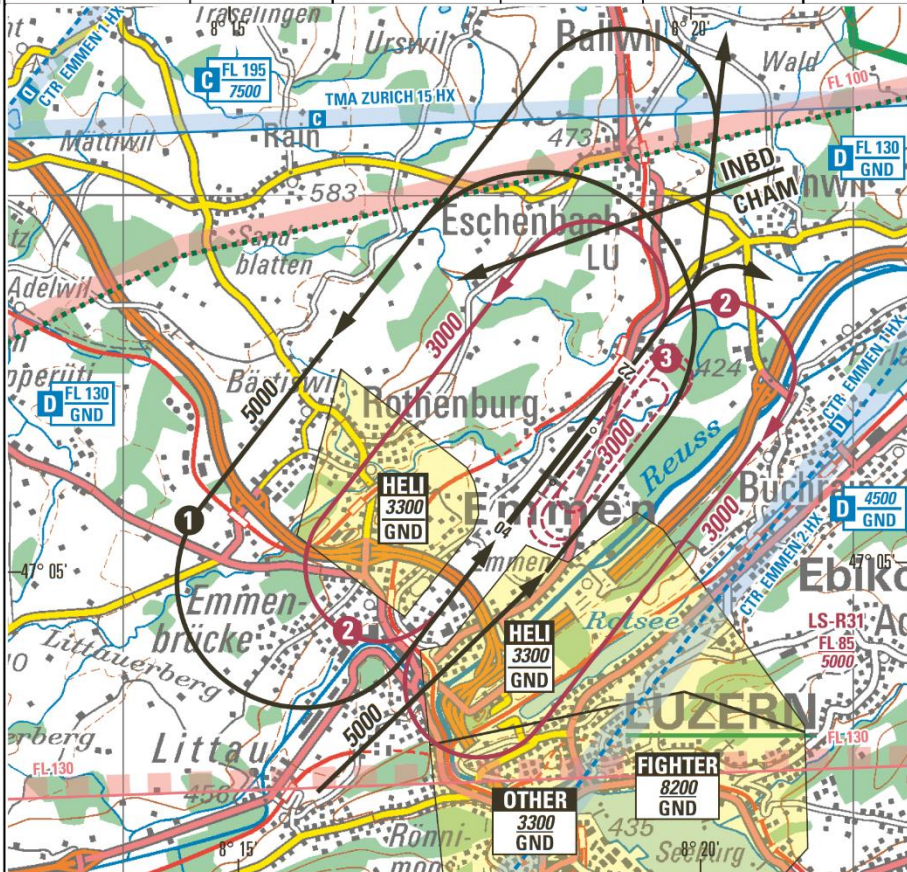 Traselingen
8° 15'
8° 20'
Urswil
Ballwil
Wald
CTR EMMEN 1 HX
D
C FL 195
7500
TMA ZURICH 15 HX
C
FL 100
Mättiwil
Rain
473
D FL 130
GND
583
INBD
CHAM
nwil
Eschenbach
LU
Sand-
blatten
Adelwil
2
3000
3
424
22
CTR EMMEN 1 HX
D
D FL 130
GND
5000
Rothenburg
3000
Reuss
HELI
3300
GND
Buchra
3000
D 4500
GND
1
Emmen
04
47° 05'
47° 05'
CTR EMMEN 2 HX
Ebiko
Emmen-
brücke
Rotsee
LS-R31
FL 85
5000
Littauerberg
2
HELI
3300
GND
LUZERN
5000
Littau
FL 130
FL 130
FIGHTER
8200
GND
OTHER
3300
GND
435
Seeburg
8° 15'
8° 20'